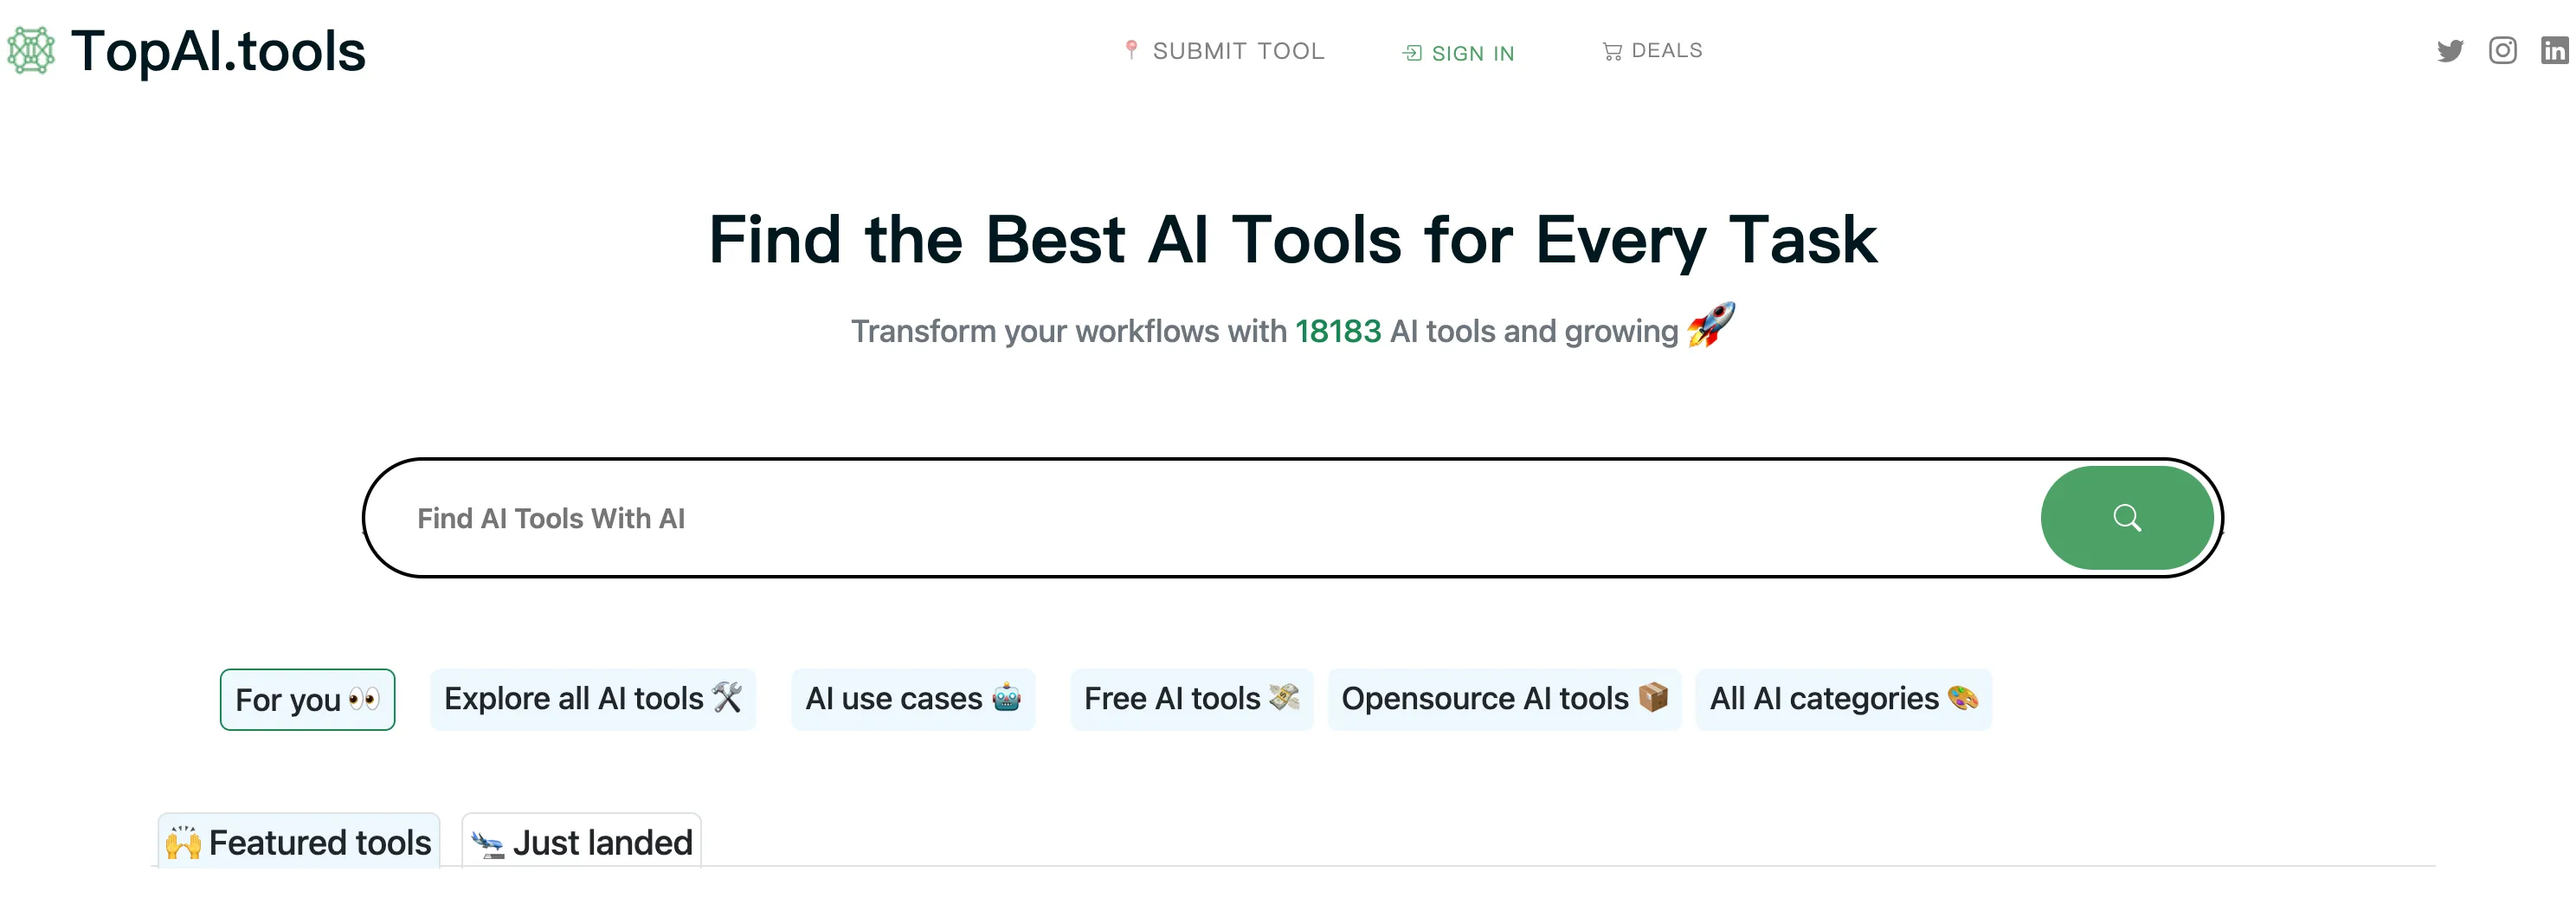 TopAI.tools
SUBMIT TOOL
SIGN IN
DEALS
Find the Best AI Tools for Every Task
Transform your workflows with 18183 AI tools and growing 🚀
Find AI Tools With AI
For you 👀
Explore all AI tools 🛠️
AI use cases 🤖
Free AI tools 💸
Opensource AI tools 📦
All AI categories 🎨
🙌 Featured tools
🛬 Just landed